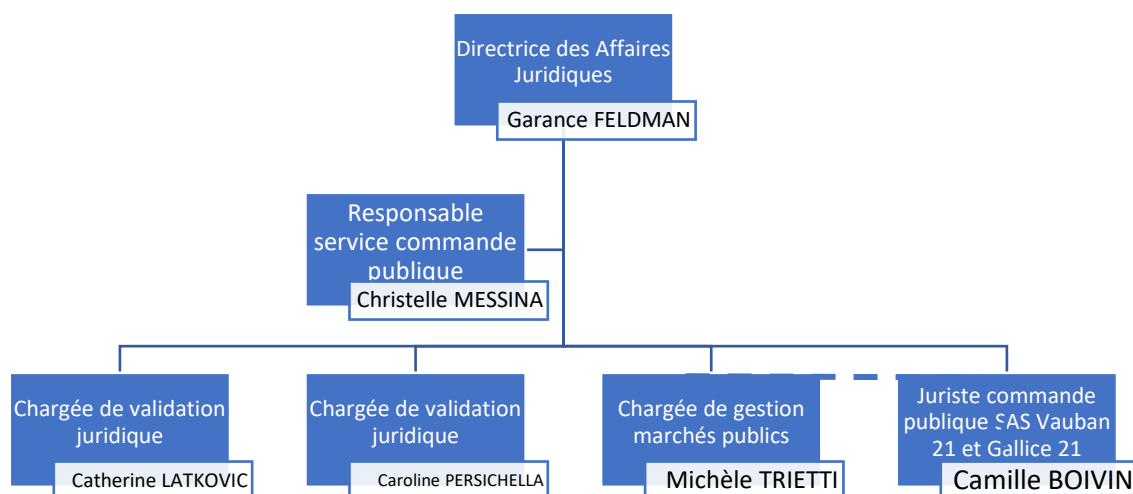 Directrice des Affaires
Juridiques
Garance FELDMAN
Responsable
service commande
publique
Christelle MESSINA
Chargée de validation
juridique
Catherine LATKOVIC
Chargée de validation
juridique
Caroline PERSICHELLA
Chargée de gestion
marchés publics
Michèle TRIETTI
Juriste commande
publique SAS Vauban
21 et Gallice 21
Camille BOIVIN